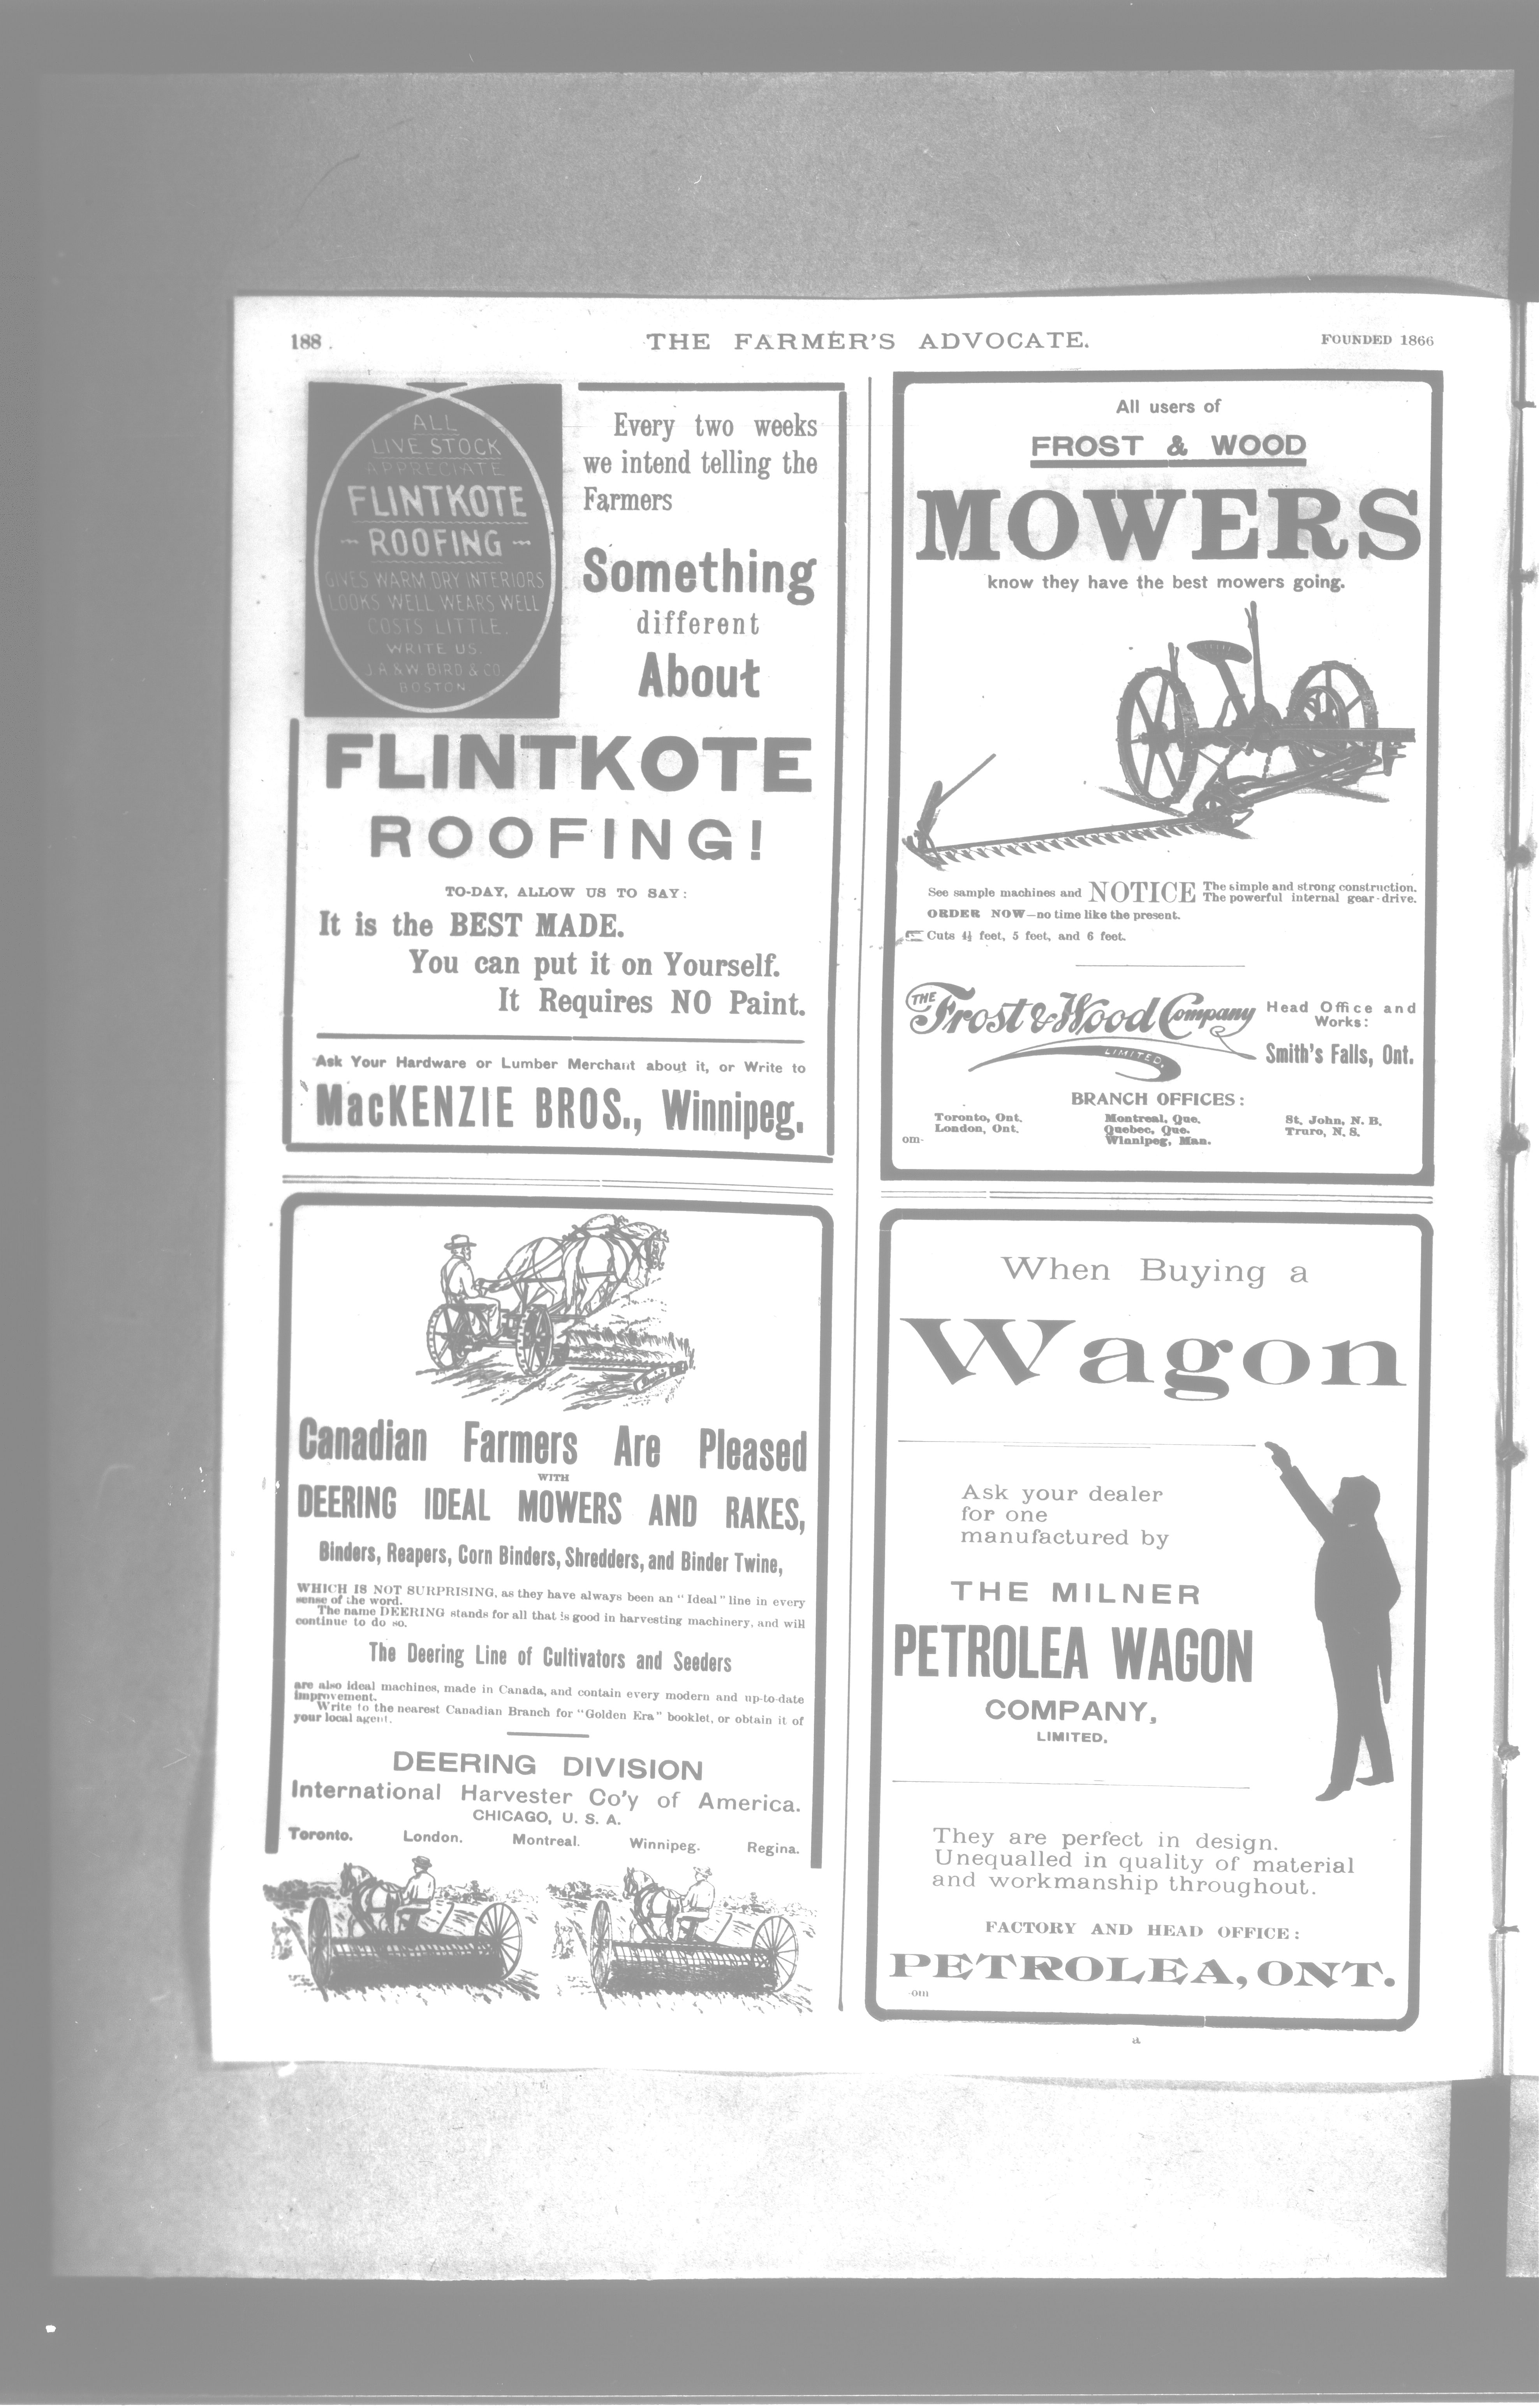 188
THE FARMER'S ADVOCATE.
FOUNDED 1866
ALL
LIVE STOCK
APPRECIATE
FLINTKOTE
ROOFING
GIVES WARM DRY INTERIORS
LOOKS WELL WEARS WELL
COSTS LITTLE.
WRITE US.
J.A. & W. BIRD & CO.
BOSTON
Every two weeks
we intend telling the
Farmers
Something
different
About
FLINTKOTE
ROOFING!
TO-DAY, ALLOW US TO SAY:
It is the BEST MADE.
You can put it on Yourself.
It Requires NO Paint.
Ask Your Hardware or Lumber Merchant about it, or Write to
MacKENZIE BROS., Winnipeg.
Canadian Farmers Are Pleased
WITH
DEERING IDEAL MOWERS AND RAKES,
Binders, Reapers, Corn Binders, Shredders, and Binder Twine,
WHICH IS NOT SURPRISING, as they have always been an "Ideal" line in every
sense of the word.
The name DEERING stands for all that is good in harvesting machinery, and will
continue to do so.
The Deering Line of Cultivators and Seeders
are also ideal machines, made in Canada, and contain every modern and up-to-date
improvement.
Write to the nearest Canadian Branch for "Golden Era" booklet, or obtain it of
your local agent.
DEERING DIVISION
International Harvester Co'y of America.
CHICAGO, U. S. A.
Toronto. London. Montreal. Winnipeg. Regina.
All users of
FROST & WOOD
MOWERS
know they have the best mowers going.
See sample machines and NOTICE The simple and strong construction.
The powerful internal gear-drive.
ORDER NOW—no time like the present.
Cuts 4½ feet, 5 feet, and 6 feet.
THE Frost & Wood Company
LIMITED.
Head Office and
Works:
Smith's Falls, Ont.
BRANCH OFFICES:
Toronto, Ont. Montreal, Que. St. John, N. B.
London, Ont. Quebec, Que. Truro, N. S.
om- Winnipeg, Man.
When Buying a
Wagon
Ask your dealer
for one
manufactured by
THE MILNER
PETROLEA WAGON
COMPANY,
LIMITED.
They are perfect in design.
Unequalled in quality of material
and workmanship throughout.
FACTORY AND HEAD OFFICE:
PETROLEA, ONT.
-om
a